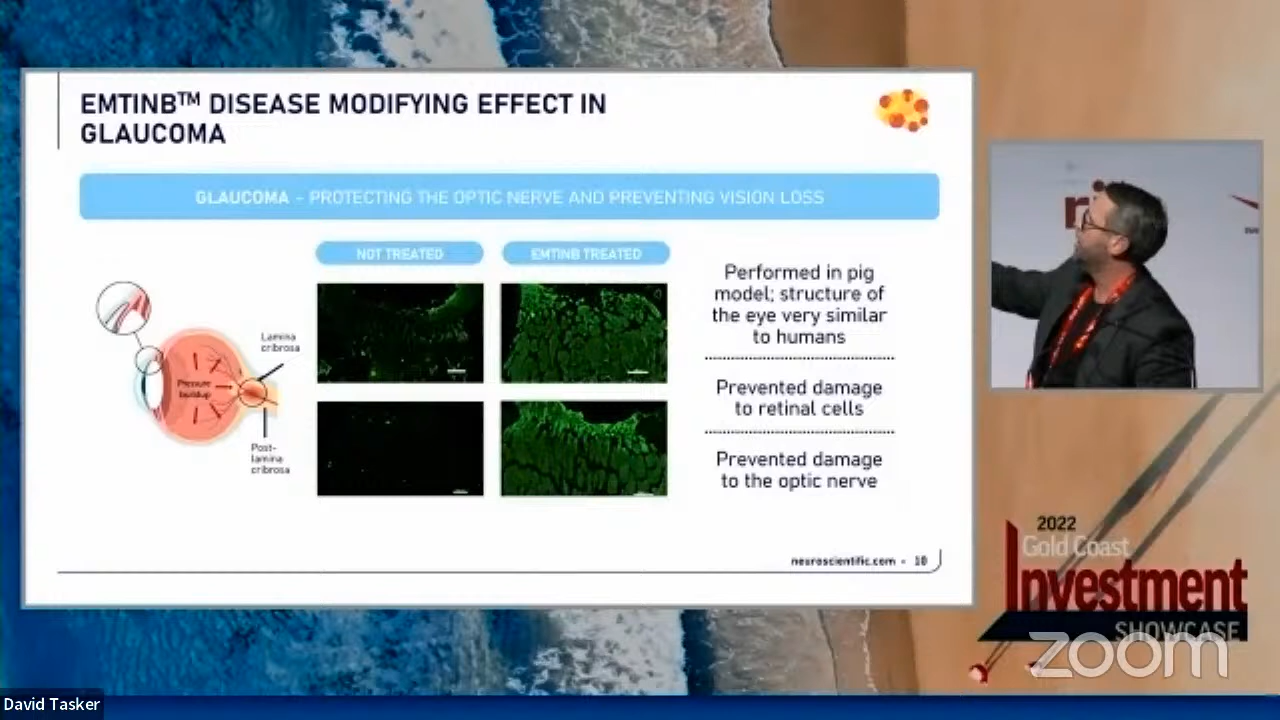 EMTINB™ DISEASE MODIFYING EFFECT IN
GLAUCOMA
GLAUCOMA - PROTECTING THE OPTIC NERVE AND PREVENTING VISION LOSS
NOT TREATED
EMTINB TREATED
Lamina
cribrosa
Pressure
buildup
Post-
lamina
cribrosa
Performed in pig
model; structure of
the eye very similar
to humans
Prevented damage
to retinal cells
Prevented damage
to the optic nerve
neuroscientific.com - 10
2022
Gold Coast
Investment
SHOWCASE
zoom
David Tasker